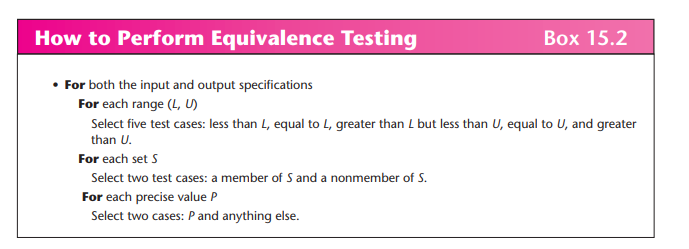 How to Perform Equivalence Testing Box 15.2
• For both the input and output specifications
For each range (L, U)
Select five test cases: less than L, equal to L, greater than L but less than U, equal to U, and greater
than U.
For each set S
Select two test cases: a member of S and a nonmember of S.
For each precise value P
Select two cases: P and anything else.